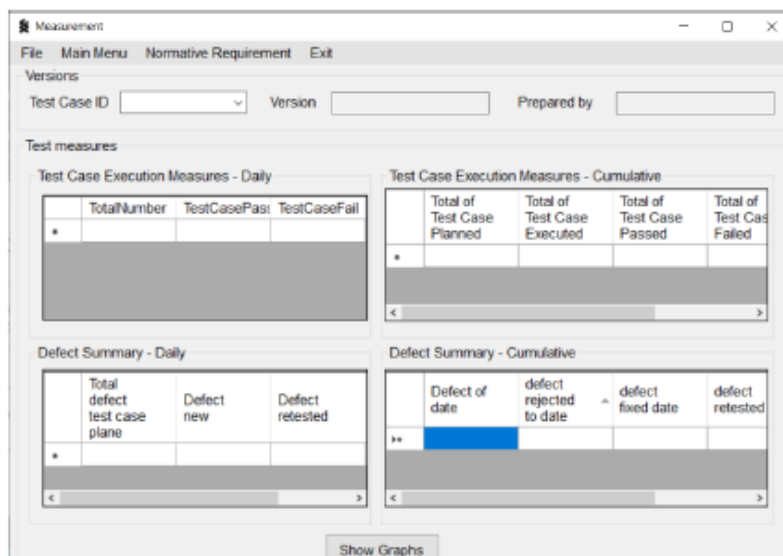 Measurement
File Main Menu Normative Requirement Exit
Versions
Test Case ID Version Prepared by
Test measures
Test Case Execution Measures - Daily
TotalNumber TestCasePas TestCaseFail
Test Case Execution Measures - Cumulative
Total of Total of Total of Total of
Test Case Test Case Test Case Test Cas
Planned Executed Passed Failed
Defect Summary - Daily
Total
defect Defect Defect
test case new retested
plane
Defect Summary - Cumulative
Defect of defect defect defect
date rejected fixed date retested
to date
Show Graphs